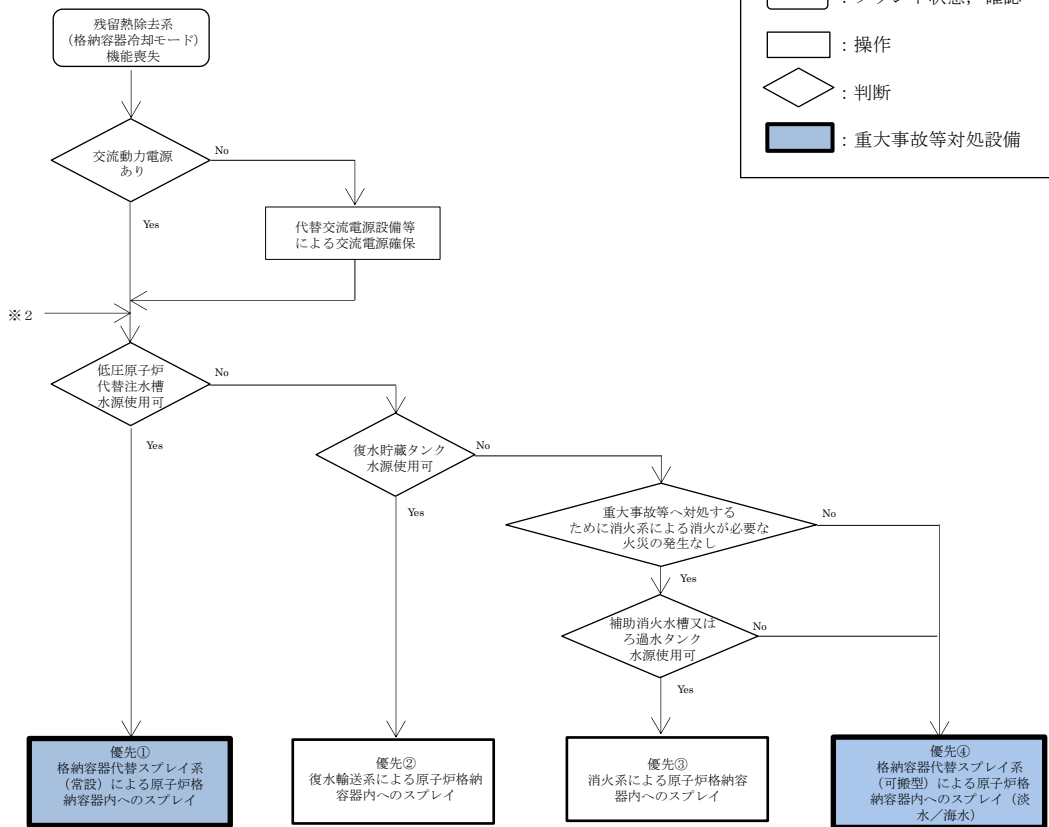 ：プラント状態，確認
：操作
：判断
：重大事故等対処設備
残留熱除去系
（格納容器冷却モード）
機能喪失
交流動力電源
あり
No
Yes
代替交流電源設備等
による交流電源確保
※２
低圧原子炉
代替注水槽
水源使用可
No
Yes
復水貯蔵タンク
水源使用可
No
Yes
重大事故等へ対処する
ために消火系による消火が必要な
火災の発生なし
No
Yes
補助消火水槽又は
ろ過水タンク
水源使用可
No
Yes
優先①
格納容器代替スプレイ系
（常設）による原子炉格
納容器内へのスプレイ
優先②
復水輸送系による原子炉格納
容器内へのスプレイ
優先③
消火系による原子炉格納容
器内へのスプレイ
優先④
格納容器代替スプレイ系
（可搬型）による原子炉格
納容器内へのスプレイ（淡
水／海水）